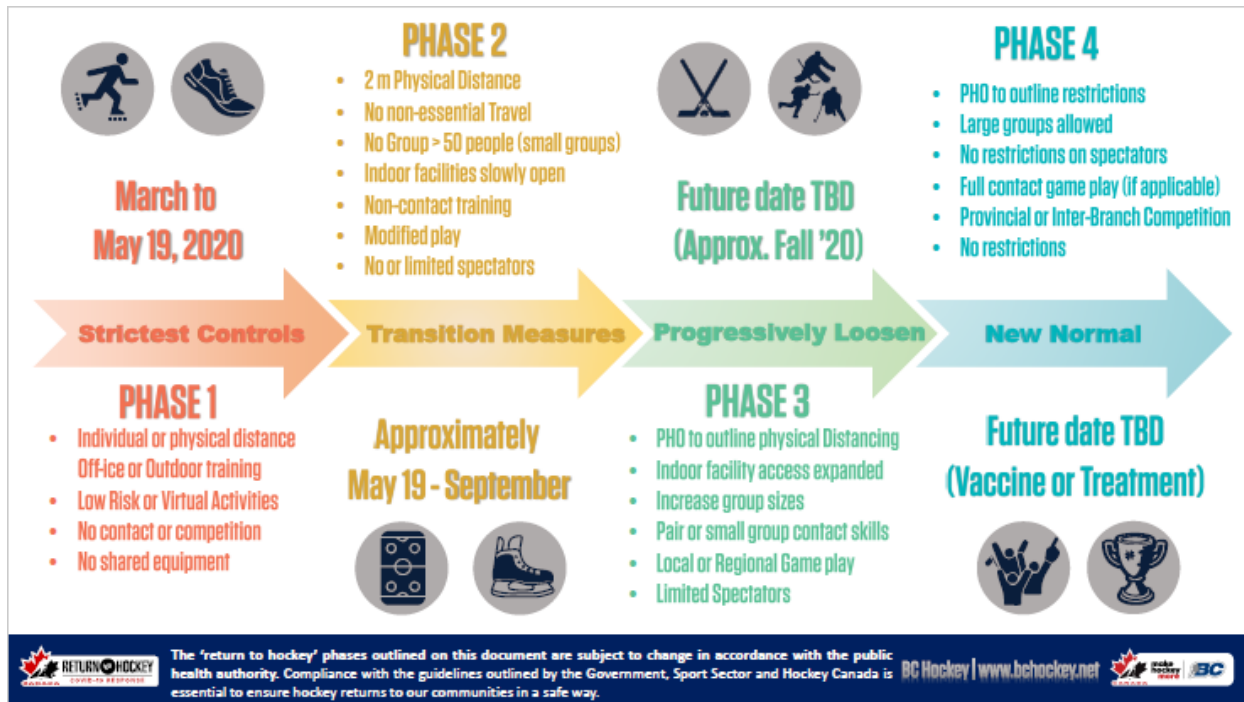 March to
May 19, 2020
Strictest Controls
PHASE 1
• Individual or physical distance
Off-ice or Outdoor training
• Low Risk or Virtual Activities
• No contact or competition
• No shared equipment
PHASE 2
• 2 m Physical Distance
• No non-essential Travel
• No Group > 50 people (small groups)
• Indoor facilities slowly open
• Non-contact training
• Modified play
• No or limited spectators
Transition Measures
Approximately
May 19 - September
Future date TBD
(Approx. Fall '20)
Progressively Loosen
PHASE 3
• PHO to outline physical Distancing
• Indoor facility access expanded
• Increase group sizes
• Pair or small group contact skills
• Local or Regional Game play
• Limited Spectators
PHASE 4
• PHO to outline restrictions
• Large groups allowed
• No restrictions on spectators
• Full contact game play (if applicable)
• Provincial or Inter-Branch Competition
• No restrictions
New Normal
Future date TBD
(Vaccine or Treatment)
CANADA
RETURN TO HOCKEY
COVID-19 RESPONSE
The 'return to hockey' phases outlined on this document are subject to change in accordance with the public
health authority. Compliance with the guidelines outlined by the Government, Sport Sector and Hockey Canada is
essential to ensure hockey returns to our communities in a safe way.
BC Hockey | www.bchockey.net
CANADA
make
hockey
more
BC